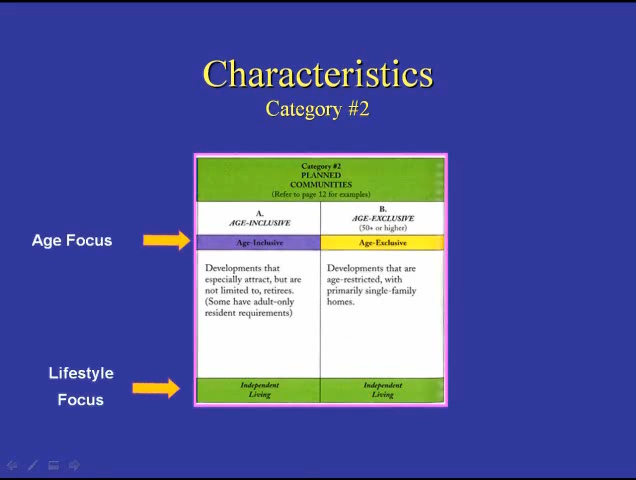 Characteristics
Category #2
Category #2
PLANNED
COMMUNITIES
(Refer to page 12 for examples)
A.
AGE-INCLUSIVE
B.
AGE-EXCLUSIVE
(50+ or higher)
Age Focus
Age-Inclusive
Age-Exclusive
Developments that
especially attract, but are
not limited to, retirees.
(Some have adult-only
resident requirements)
Developments that are
age-restricted, with
primarily single-family
homes.
Lifestyle
Focus
Independent
Living
Independent
Living